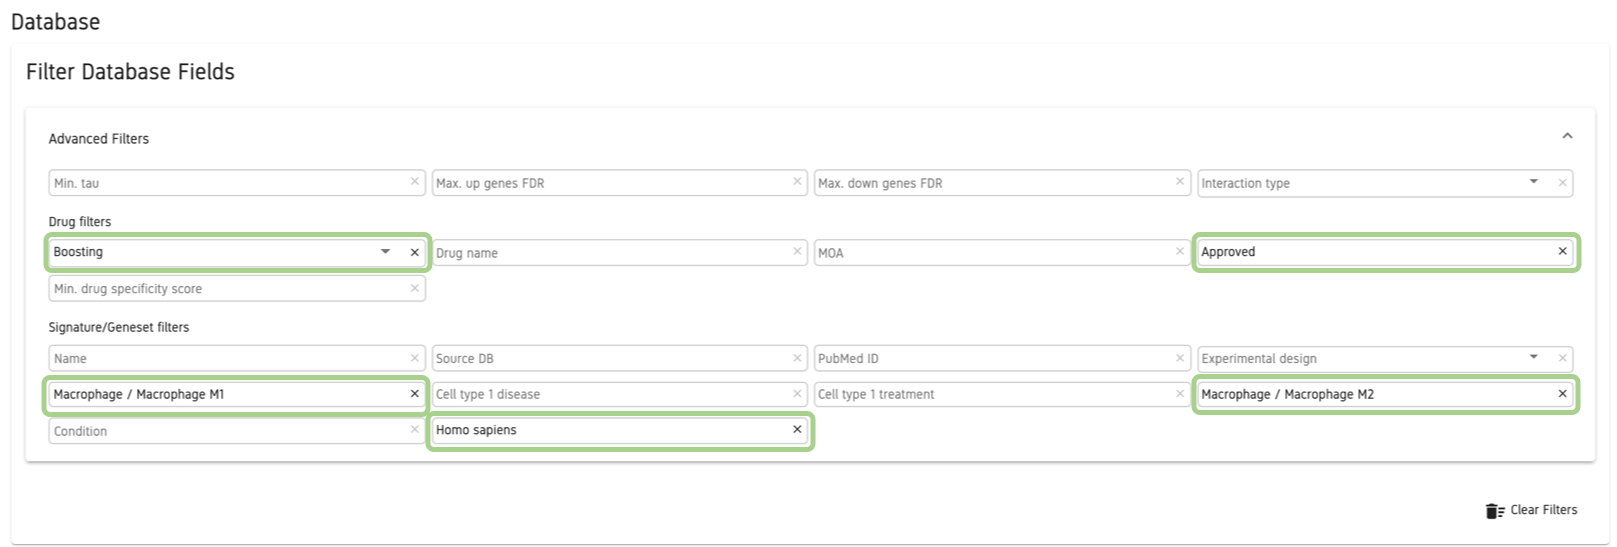 Database
Filter Database Fields
Advanced Filters
Min. tau
Max. up genes FDR
Max. down genes FDR
Interaction type
Drug filters
Boosting
Drug name
MOA
Approved
Min. drug specificity score
Signature/Geneset filters
Name
Source DB
PubMed ID
Experimental design
Macrophage / Macrophage M1
Cell type 1 disease
Cell type 1 treatment
Macrophage / Macrophage M2
Condition
Homo sapiens
Clear Filters